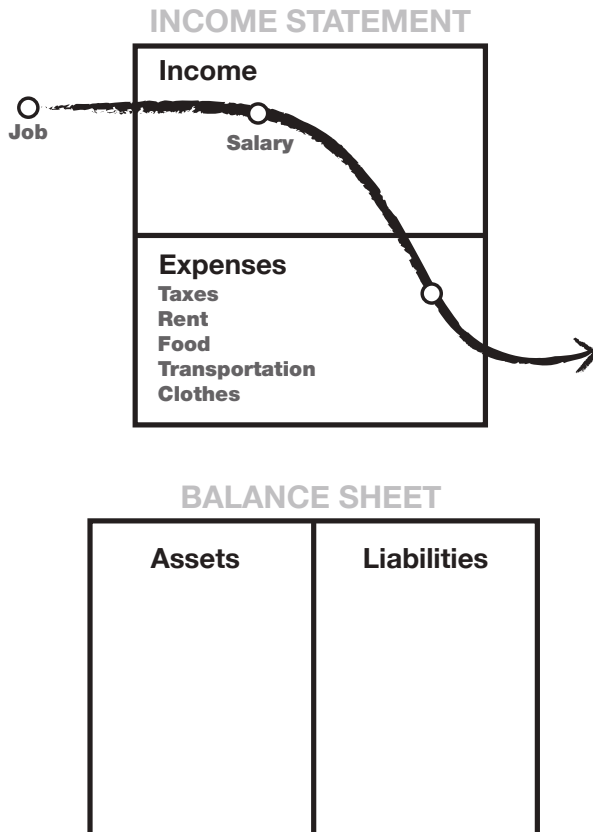 INCOME STATEMENT
Income
Job
Salary
Expenses
Taxes
Rent
Food
Transportation
Clothes
BALANCE SHEET
Assets
Liabilities